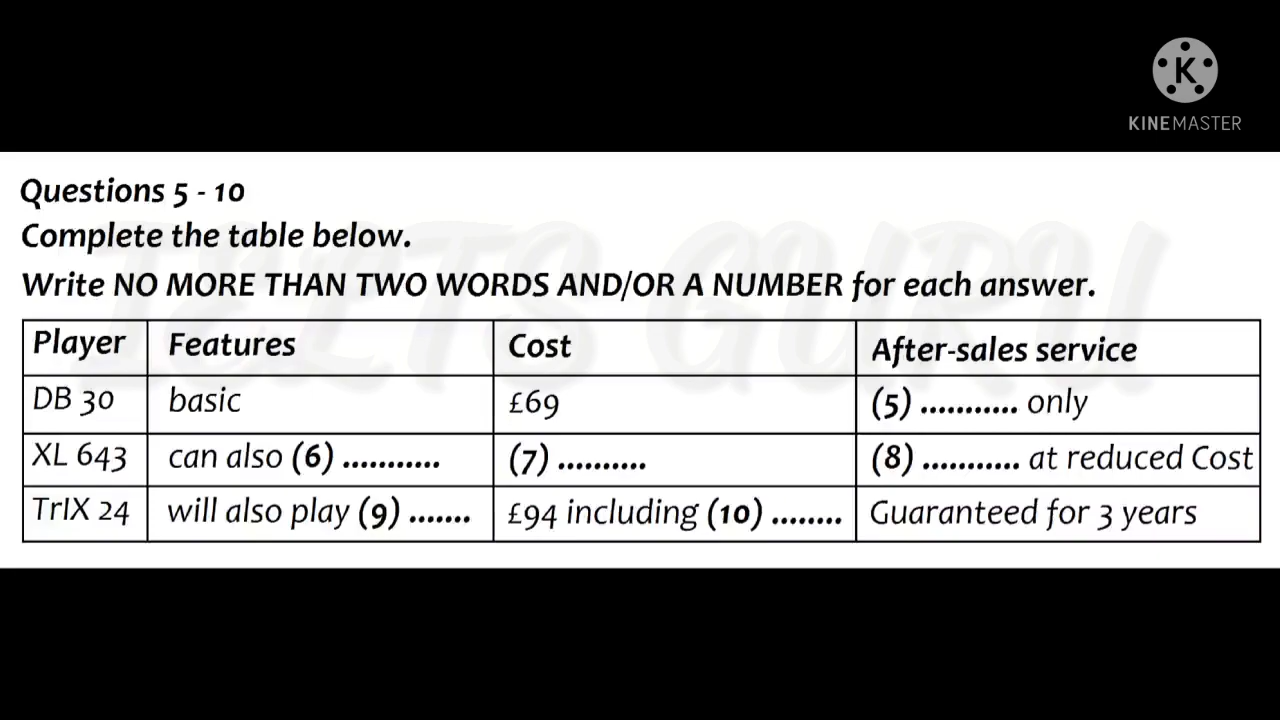 K
KINEMASTER
Questions 5 - 10
Complete the table below.
Write NO MORE THAN TWO WORDS AND/OR A NUMBER for each answer.
Player Features Cost After-sales service
DB 30 basic £69 (5) ........... only
XL 643 can also (6) ........... (7) .......... (8) ........... at reduced Cost
TrIX 24 will also play (9) ....... £94 including (10) ........ Guaranteed for 3 years
IELTS GURU